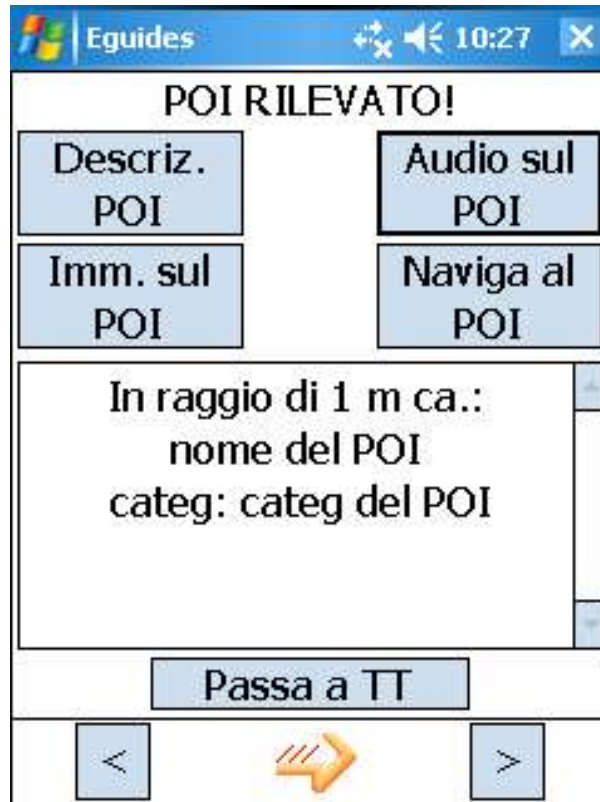 Eguides 10:27
POI RILEVATO!
Descriz.
POI
Audio sul
POI
Imm. sul
POI
Naviga al
POI
In raggio di 1 m ca.:
nome del POI
categ: categ del POI
Passa a TT
< >